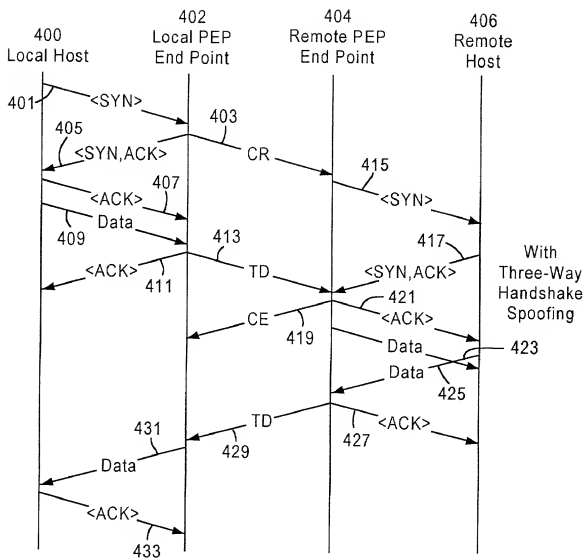 400
Local Host
402
Local PEP
End Point
404
Remote PEP
End Point
406
Remote
Host
401
<SYN>
403
405
<SYN,ACK>
CR
415
<SYN>
<ACK>
407
409
Data
413
417
<ACK>
411
TD
<SYN,ACK>
With
Three-Way
Handshake
Spoofing
421
CE
419
<ACK>
Data
423
Data
425
431
TD
429
<ACK>
427
Data
<ACK>
433